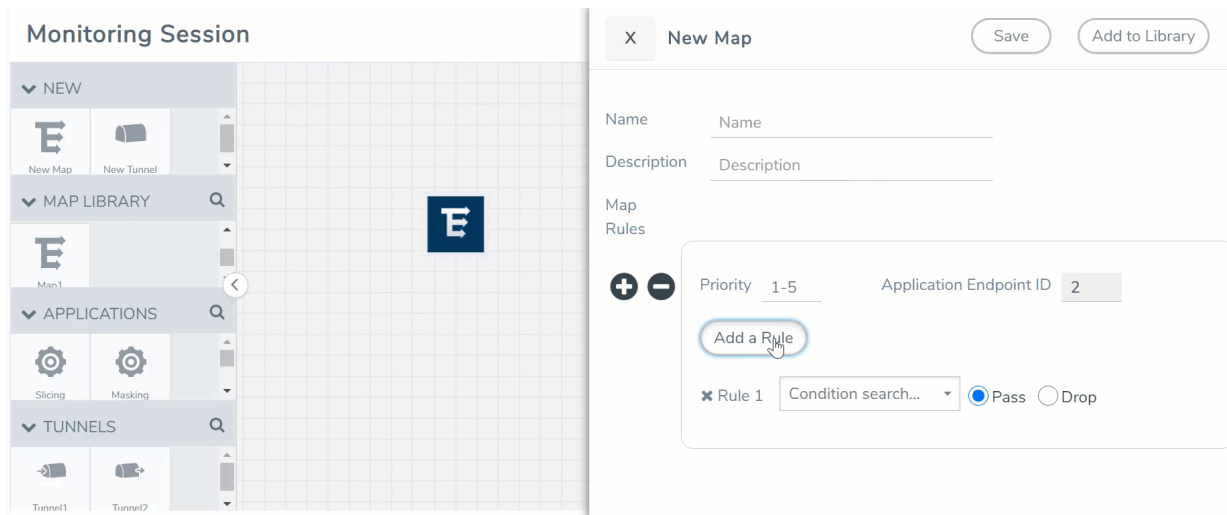 Monitoring Session
NEW
New Map New Tunnel
MAP LIBRARY
Map1
APPLICATIONS
Slicing Masking
TUNNELS
Tunnel1 Tunnel2
X New Map Save Add to Library
Name Name
Description Description
Map
Rules
Priority 1-5 Application Endpoint ID 2
Add a Rule
Rule 1 Condition search... Pass Drop